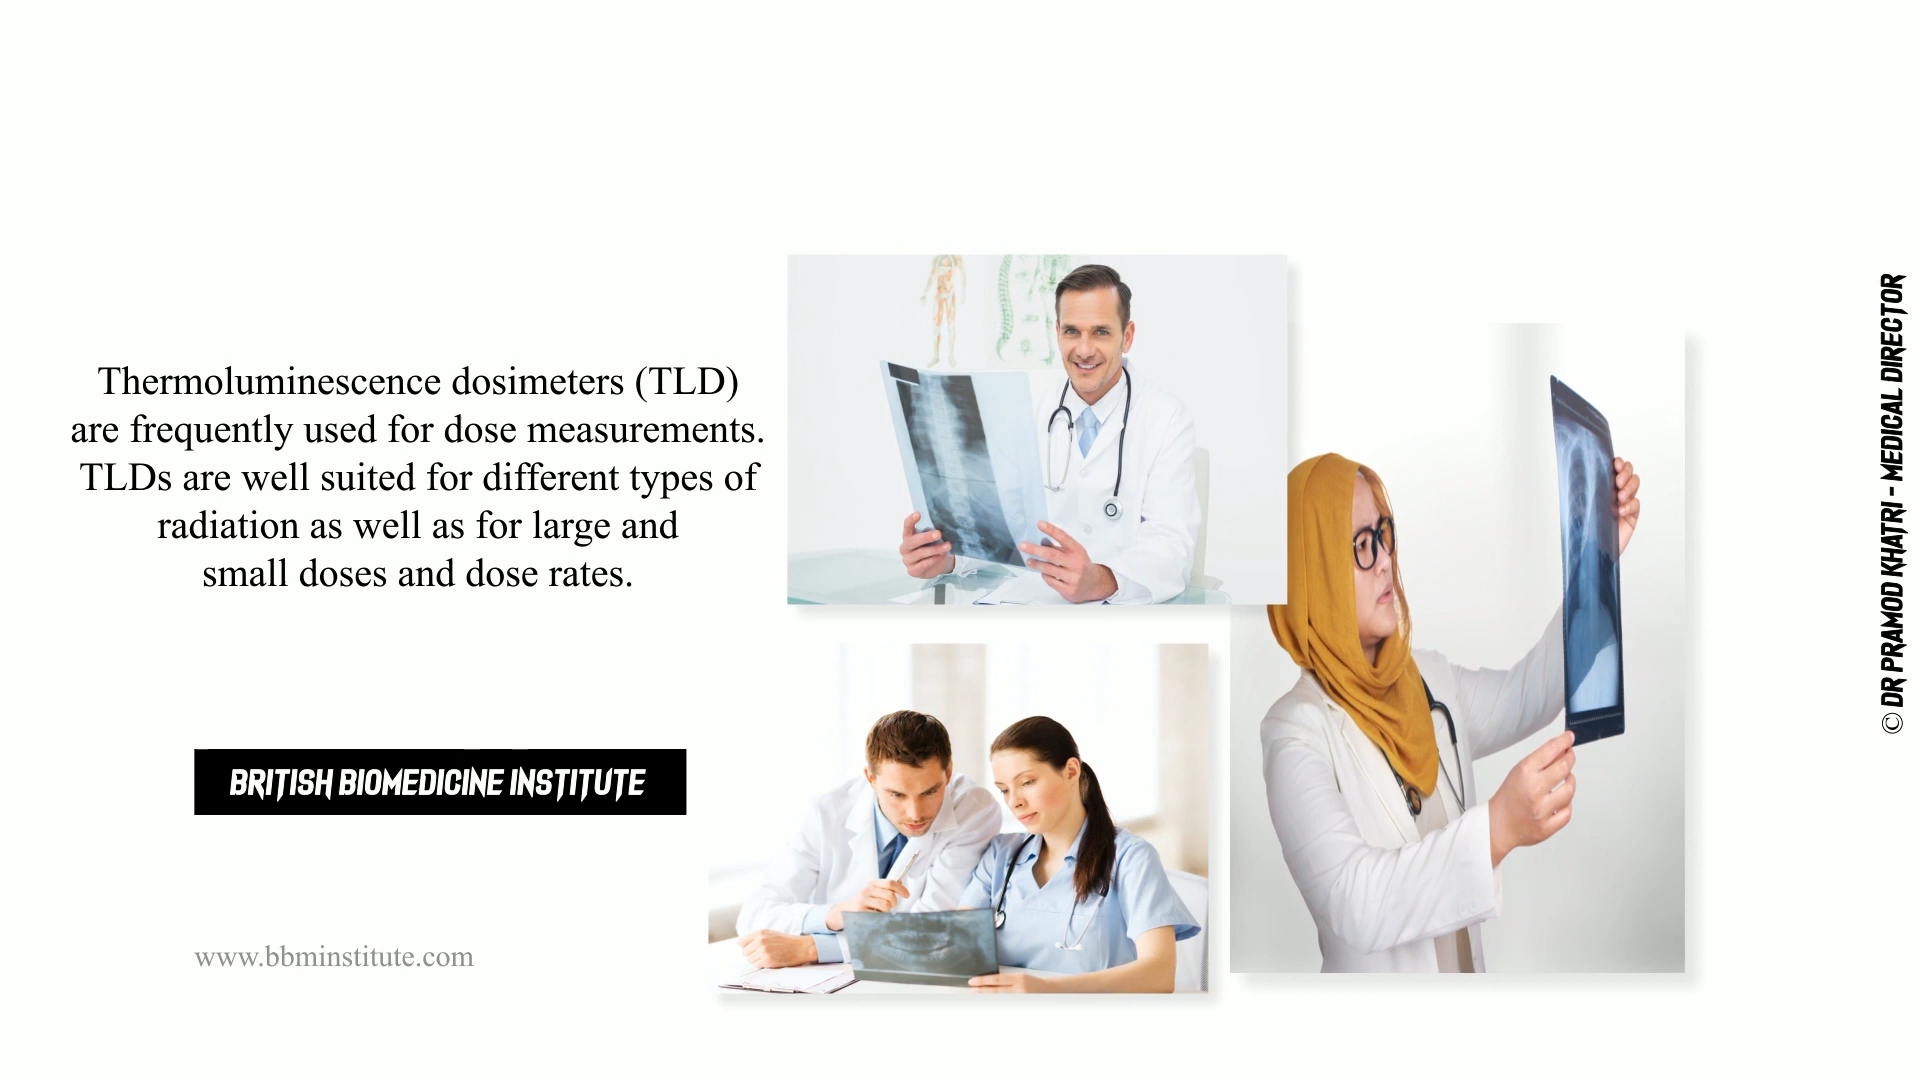 Thermoluminescence dosimeters (TLD)
are frequently used for dose measurements.
TLDs are well suited for different types of
radiation as well as for large and
small doses and dose rates.
BRITISH BIOMEDICINE INSTITUTE
www.bbminstitute.com
© DR PRAMOD KHATRI - MEDICAL DIRECTOR